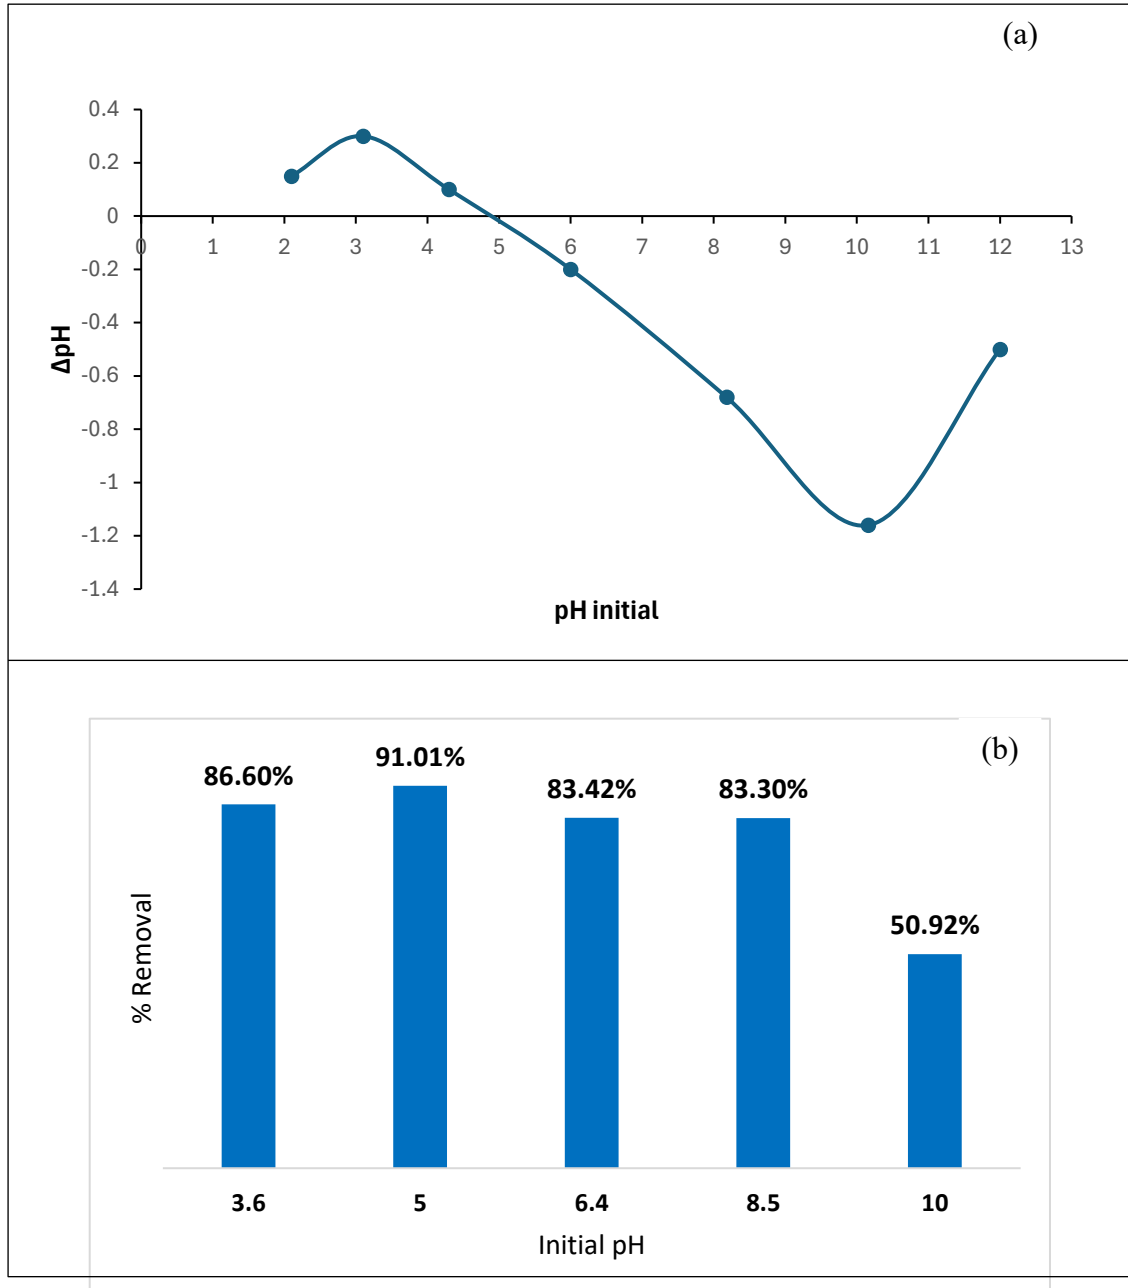 (a)
0.4
0.2
0
0 1 2 3 4 5 6 7 8 9 10 11 12 13
-0.2
-0.4
-0.6
-0.8
-1
-1.2
-1.4
ΔpH
pH initial
(b)
86.60% 91.01% 83.42% 83.30% 50.92%
% Removal
3.6 5 6.4 8.5 10
Initial pH